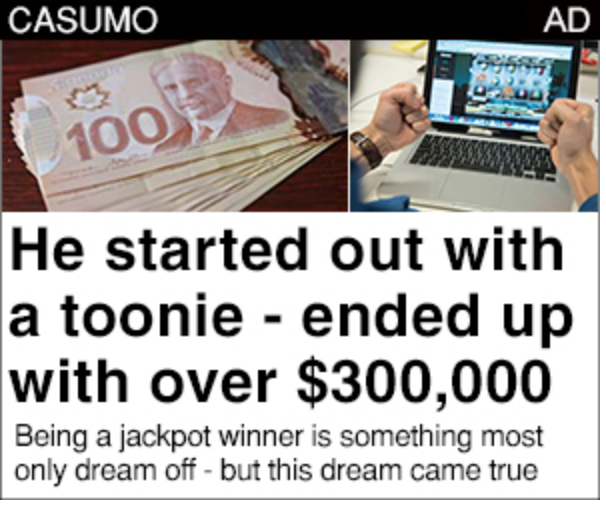 CASUMO AD
100
He started out with
a toonie - ended up
with over $300,000
Being a jackpot winner is something most
only dream off - but this dream came true